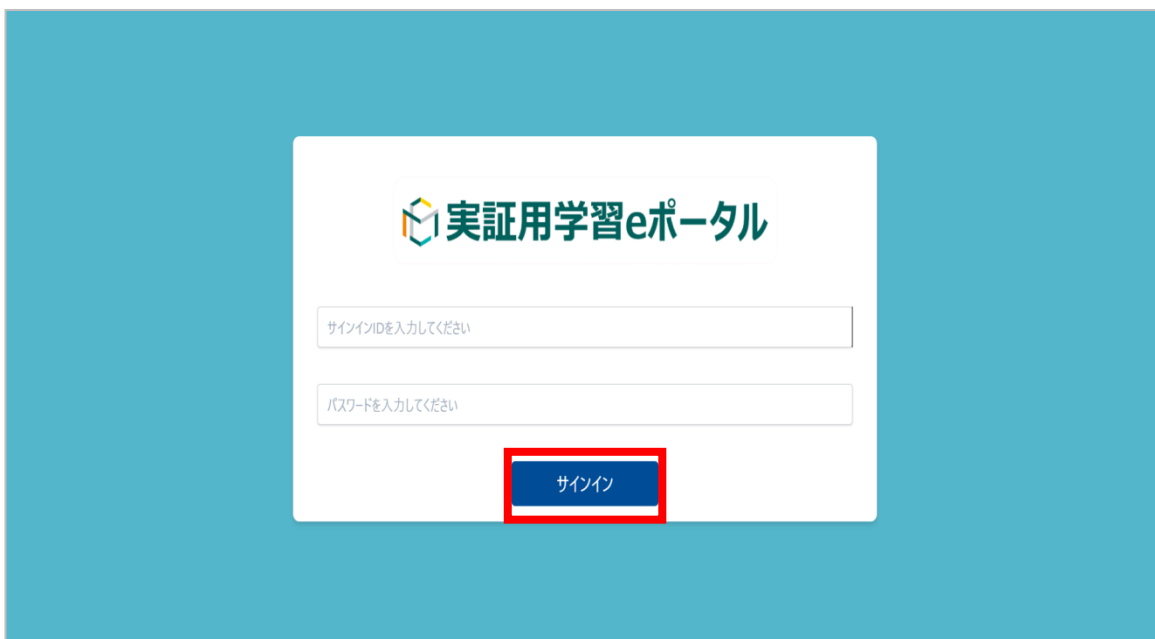 実証用学習eポータル
サインインIDを入力してください
パスワードを入力してください
サインイン